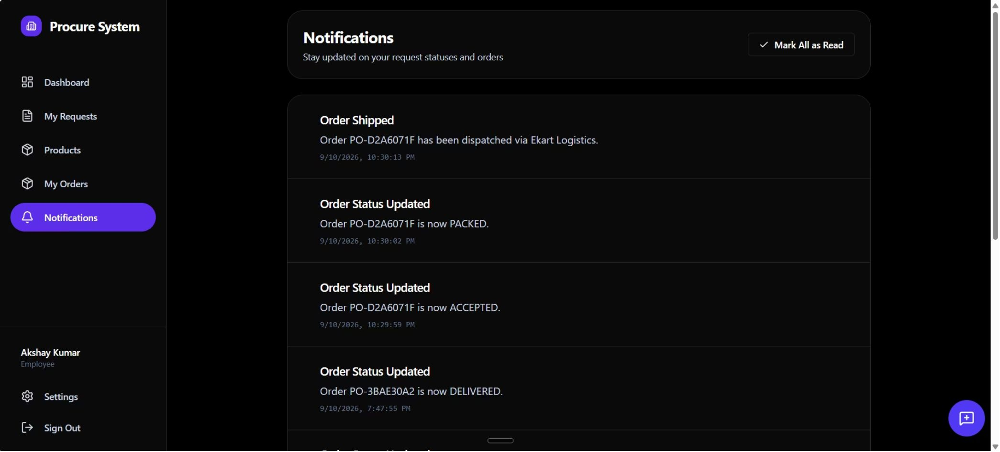 Procure System
Dashboard
My Requests
Products
My Orders
Notifications
Akshay Kumar
Employee
Settings
Sign Out
Notifications
Stay updated on your request statuses and orders
Mark All as Read
Order Shipped
Order PO-D2A6071F has been dispatched via Ekart Logistics.
9/10/2026, 10:30:13 PM
Order Status Updated
Order PO-D2A6071F is now PACKED.
9/10/2026, 10:30:02 PM
Order Status Updated
Order PO-D2A6071F is now ACCEPTED.
9/10/2026, 10:29:59 PM
Order Status Updated
Order PO-3BAE30A2 is now DELIVERED.
9/10/2026, 7:47:55 PM